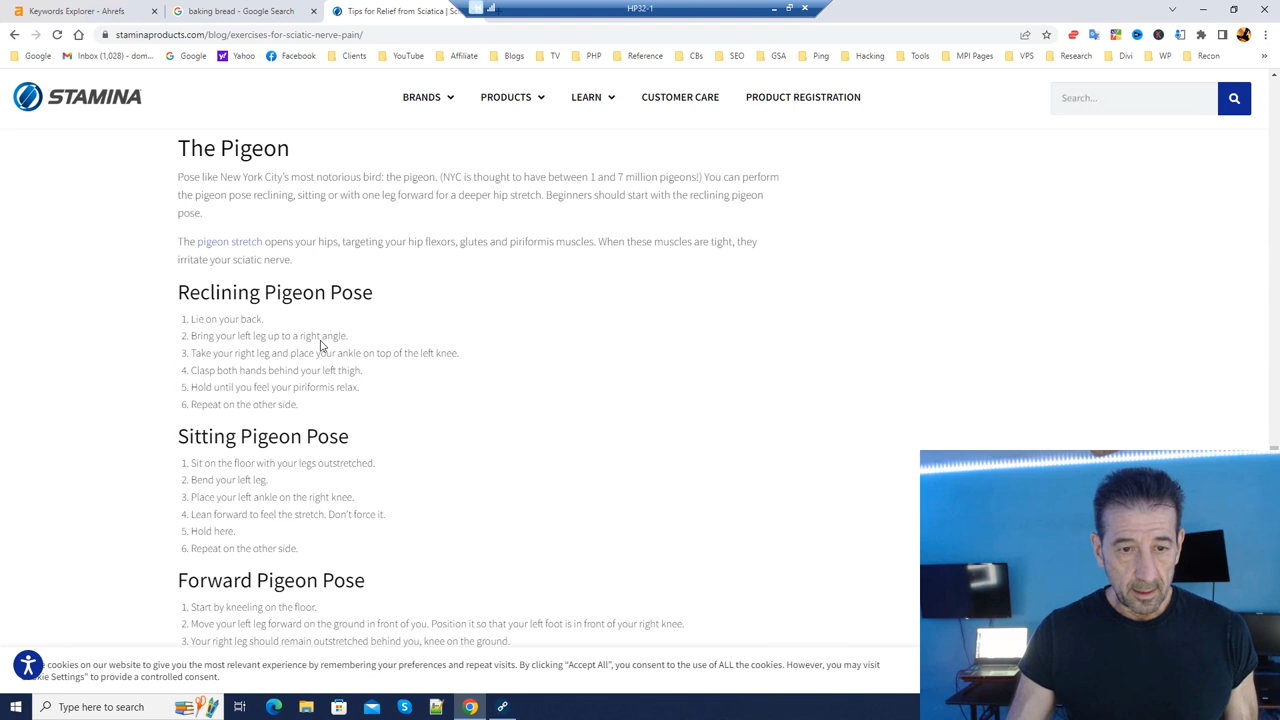 Keywords Explorer - Ahrefs
baking bread - Google Search
Tips for Relief from Sciatica | Sc
HP32-1
staminaproducts.com/blog/exercises-for-sciatic-nerve-pain/
Google
Inbox (1,028) - dom...
Google
Yahoo
Facebook
Clients
YouTube
Affiliate
Blogs
TV
PHP
Reference
CBs
SEO
GSA
Ping
Hacking
Tools
MPI Pages
VPS
Research
Divi
WP
Recon
STAMINA
BRANDS
PRODUCTS
LEARN
CUSTOMER CARE
PRODUCT REGISTRATION
Search...
The Pigeon
Pose like New York City's most notorious bird: the pigeon. (NYC is thought to have between 1 and 7 million pigeons!) You can perform
the pigeon pose reclining, sitting or with one leg forward for a deeper hip stretch. Beginners should start with the reclining pigeon
pose.
The pigeon stretch opens your hips, targeting your hip flexors, glutes and piriformis muscles. When these muscles are tight, they
irritate your sciatic nerve.
Reclining Pigeon Pose
1. Lie on your back.
2. Bring your left leg up to a right angle.
3. Take your right leg and place your ankle on top of the left knee.
4. Clasp both hands behind your left thigh.
5. Hold until you feel your piriformis relax.
6. Repeat on the other side.
Sitting Pigeon Pose
1. Sit on the floor with your legs outstretched.
2. Bend your left leg.
3. Place your left ankle on the right knee.
4. Lean forward to feel the stretch. Don't force it.
5. Hold here.
6. Repeat on the other side.
Forward Pigeon Pose
1. Start by kneeling on the floor.
2. Move your left leg forward on the ground in front of you. Position it so that your left foot is in front of your right knee.
3. Your right leg should remain outstretched behind you, knee on the ground.
cookies on our website to give you the most relevant experience by remembering your preferences and repeat visits. By clicking "Accept All", you consent to the use of ALL the cookies. However, you may visit
kie Settings" to provide a controlled consent.
Type here to search